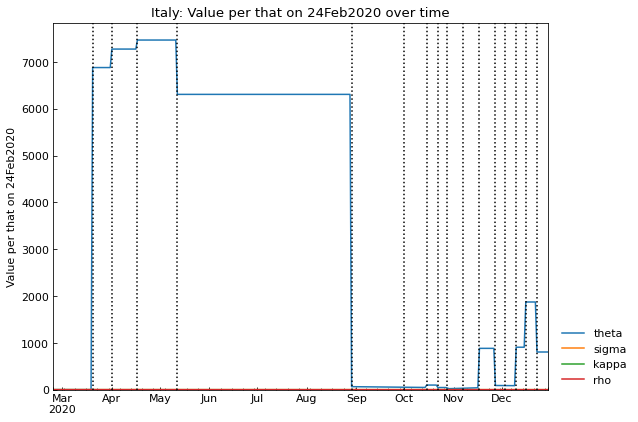 Italy: Value per that on 24Feb2020 over time
Value per that on 24Feb2020
7000
6000
5000
4000
3000
2000
1000
0
Mar
2020
Apr
May
Jun
Jul
Aug
Sep
Oct
Nov
Dec
theta
sigma
kappa
rho